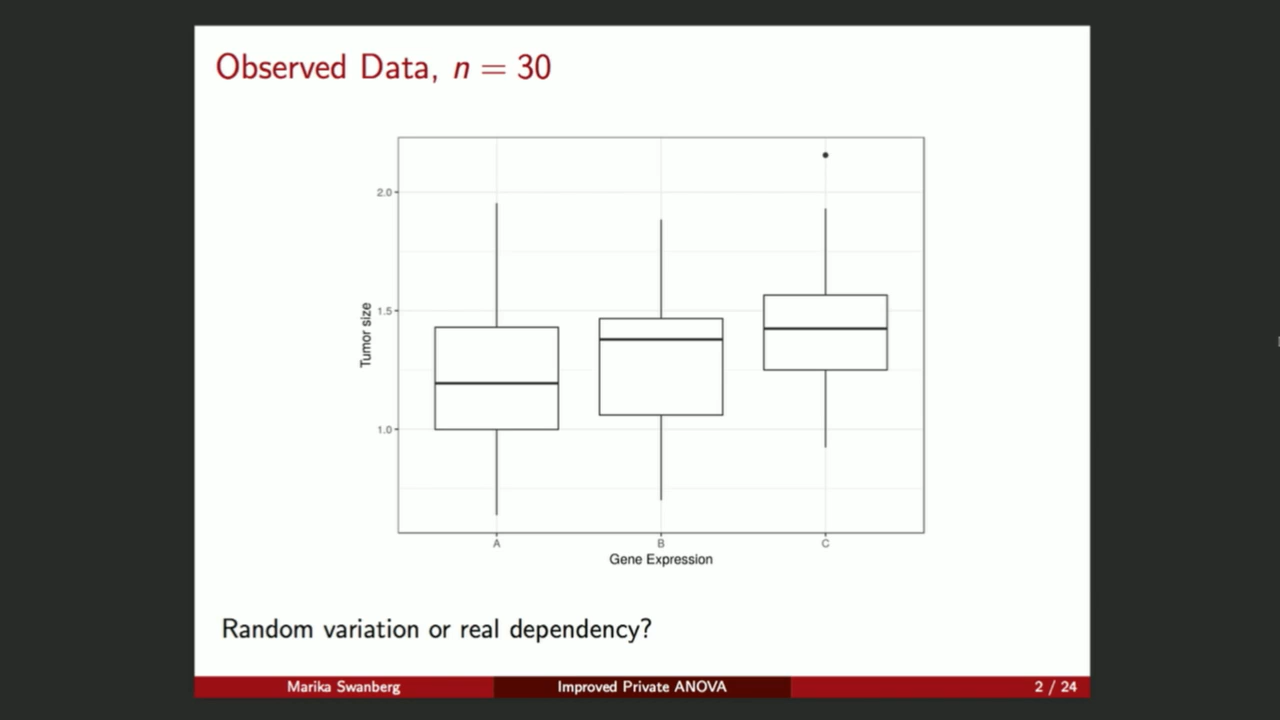 Observed Data, n = 30
2.0
1.5
1.0
Tumor size
A B C
Gene Expression
Random variation or real dependency?
Marika Swanberg Improved Private ANOVA 2 / 24